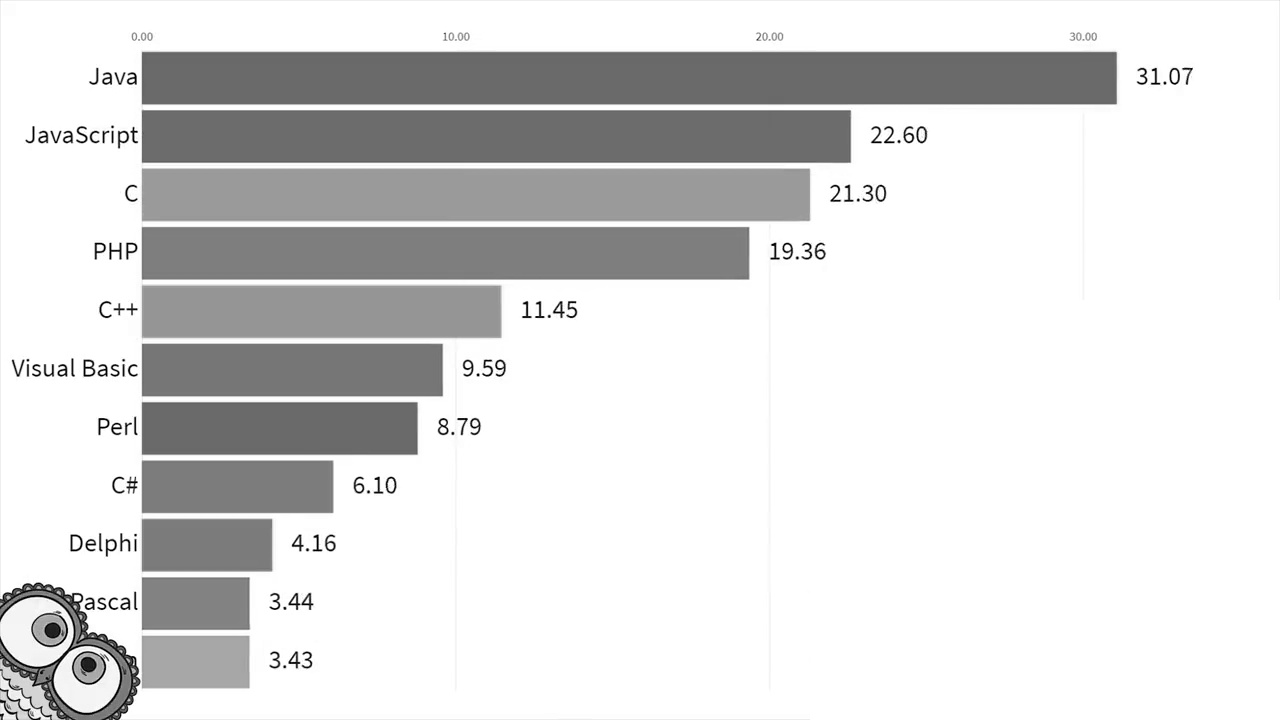 0.00 10.00 20.00 30.00
Java 31.07
JavaScript 22.60
C 21.30
PHP 19.36
C++ 11.45
Visual Basic 9.59
Perl 8.79
C# 6.10
Delphi 4.16
Pascal 3.44
3.43